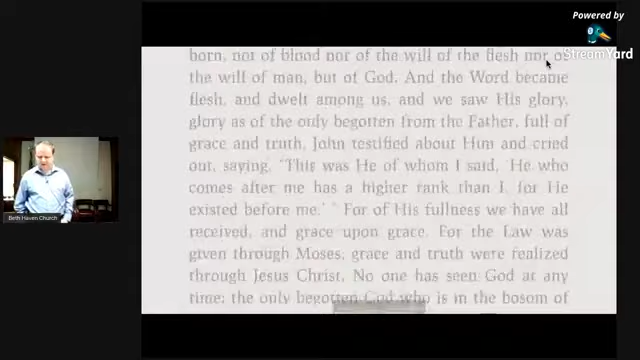 Powered by
StreamYard
born, not of blood nor of the will of the flesh nor of
the will of man, but of God. And the Word became
flesh, and dwelt among us, and we saw His glory,
glory as of the only begotten from the Father, full of
grace and truth. John testified about Him and cried
out, saying, "This was He of whom I said, 'He who
comes after me has a higher rank than I, for He
existed before me.' " For of His fullness we have all
received, and grace upon grace. For the Law was
given through Moses; grace and truth were realized
through Jesus Christ. No one has seen God at any
time; the only begotten God who is in the bosom of
Beth Haven Church